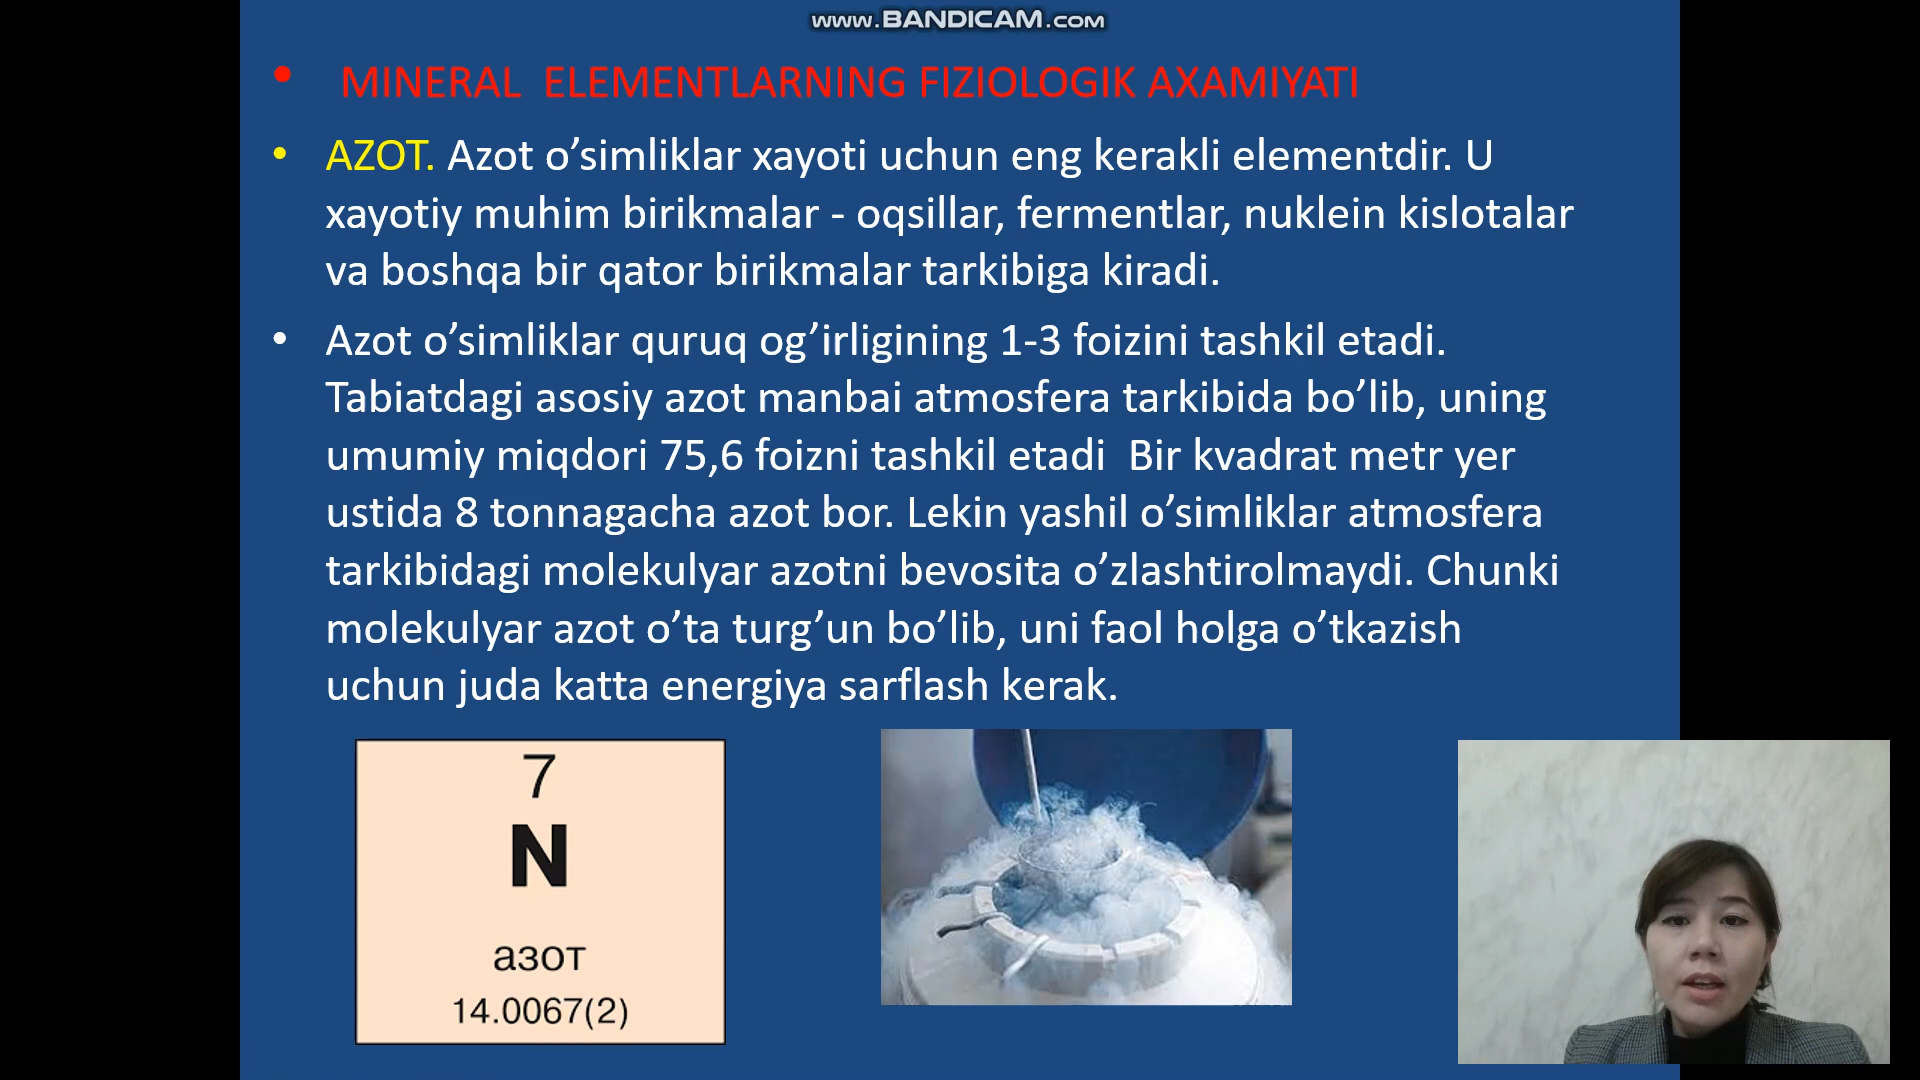 www.BANDICAM.com
• MINERAL ELEMENTLARNING FIZIOLOGIK AXAMIYATI
• AZOT. Azot o’simliklar xayoti uchun eng kerakli elementdir. U
xayotiy muhim birikmalar - oqsillar, fermentlar, nuklein kislotalar
va boshqa bir qator birikmalar tarkibiga kiradi.
• Azot o’simliklar quruq og’irligining 1-3 foizini tashkil etadi.
Tabiatdagi asosiy azot manbai atmosfera tarkibida bo’lib, uning
umumiy miqdori 75,6 foizni tashkil etadi Bir kvadrat metr yer
ustida 8 tonnagacha azot bor. Lekin yashil o’simliklar atmosfera
tarkibidagi molekulyar azotni bevosita o’zlashtirolmaydi. Chunki
molekulyar azot o’ta turg’un bo’lib, uni faol holga o’tkazish
uchun juda katta energiya sarflash kerak.
7
N
азот
14.0067(2)